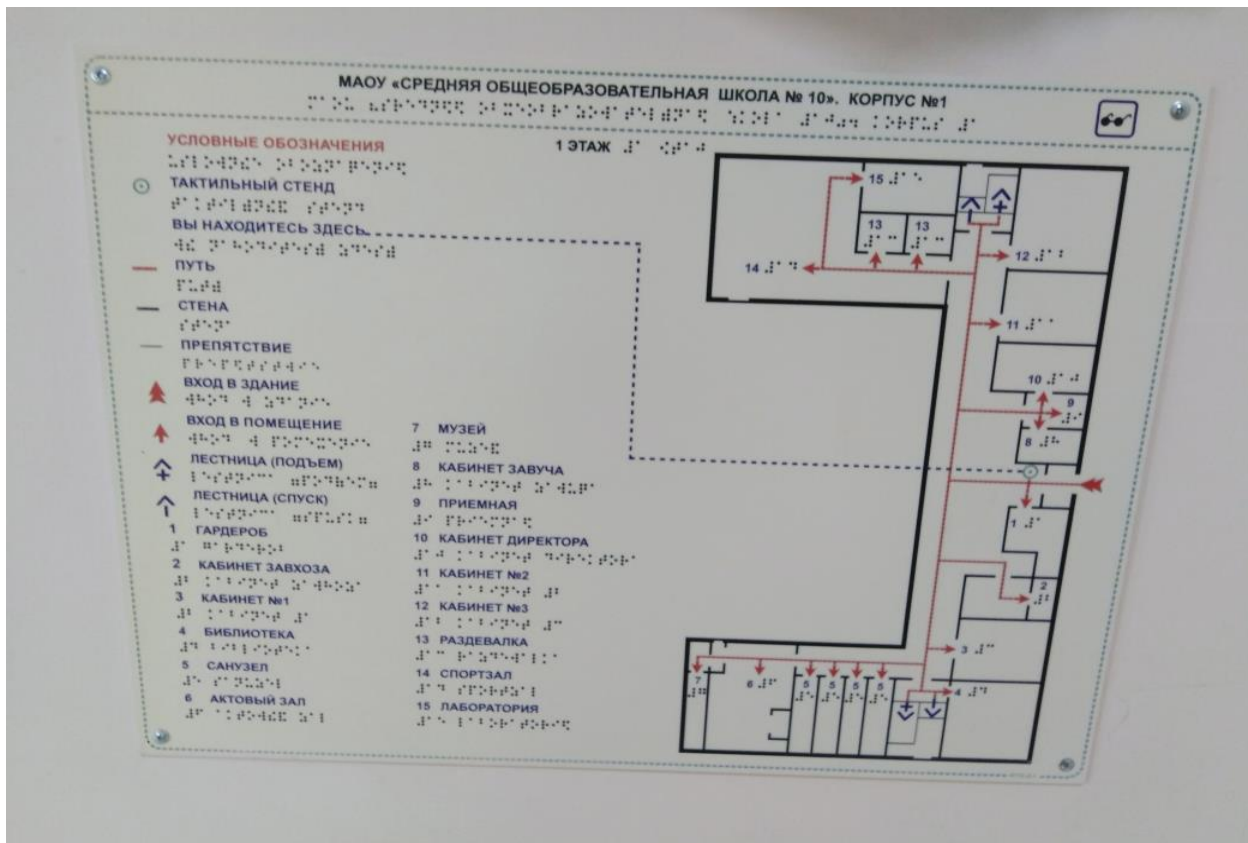 МАОУ «СРЕДНЯЯ ОБЩЕОБРАЗОВАТЕЛЬНАЯ ШКОЛА № 10». КОРПУС №1
УСЛОВНЫЕ ОБОЗНАЧЕНИЯ
1 ЭТАЖ
ТАКТИЛЬНЫЙ СТЕНД
ВЫ НАХОДИТЕСЬ ЗДЕСЬ
ПУТЬ
СТЕНА
ПРЕПЯТСТВИЕ
ВХОД В ЗДАНИЕ
ВХОД В ПОМЕЩЕНИЕ
ЛЕСТНИЦА (ПОДЪЕМ)
ЛЕСТНИЦА (СПУСК)
1 ГАРДЕРОБ
2 КАБИНЕТ ЗАВХОЗА
3 КАБИНЕТ №1
4 БИБЛИОТЕКА
5 САНУЗЕЛ
6 АКТОВЫЙ ЗАЛ
7 МУЗЕЙ
8 КАБИНЕТ ЗАВУЧА
9 ПРИЕМНАЯ
10 КАБИНЕТ ДИРЕКТОРА
11 КАБИНЕТ №2
12 КАБИНЕТ №3
13 РАЗДЕВАЛКА
14 СПОРТЗАЛ
15 ЛАБОРАТОРИЯ
15
13 13
14
12
11
10
9
8
1
2
3
4
7 6 5 5 5 5